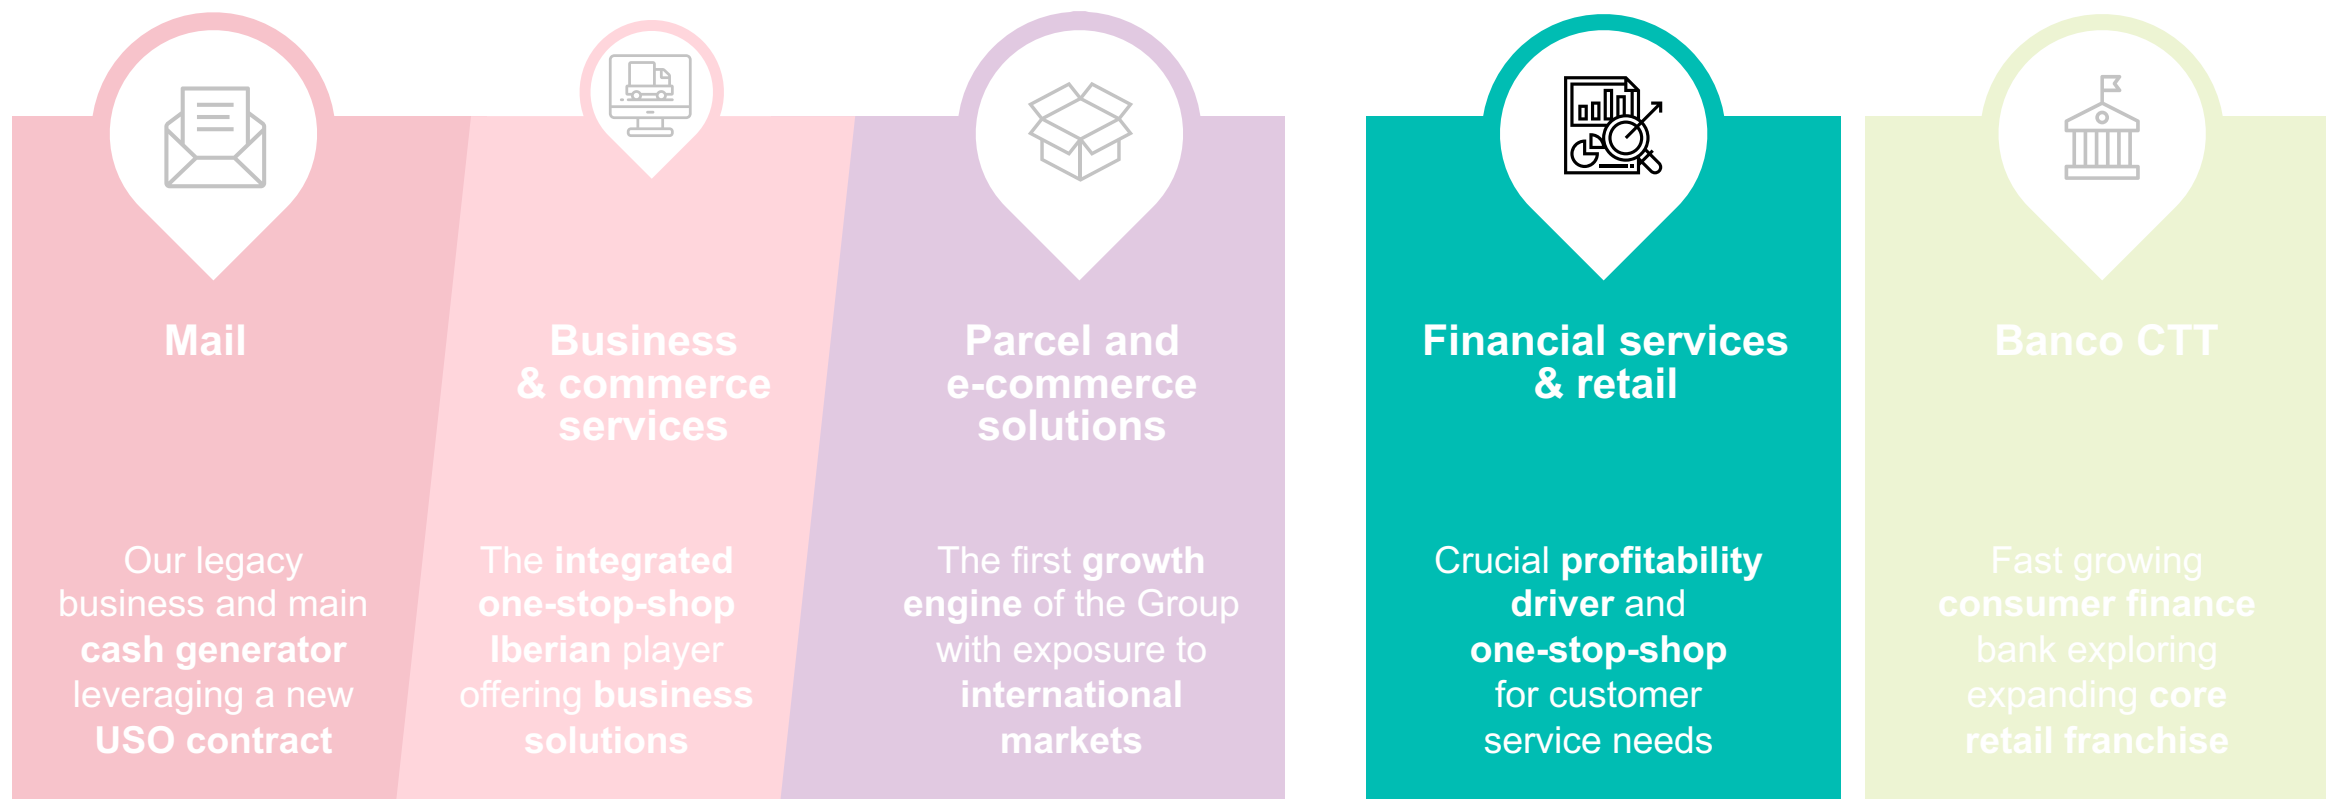 Mail
Our legacy
business and main
cash generator
leveraging a new
USO contract
Business
& commerce
services
The integrated
one-stop-shop
Iberian player
offering business
solutions
Parcel and
e-commerce
solutions
The first growth
engine of the Group
with exposure to
international
markets
Financial services
& retail
Crucial profitability
driver and
one-stop-shop
for customer
service needs
Banco CTT
Fast growing
consumer finance
bank exploring
expanding core
retail franchise